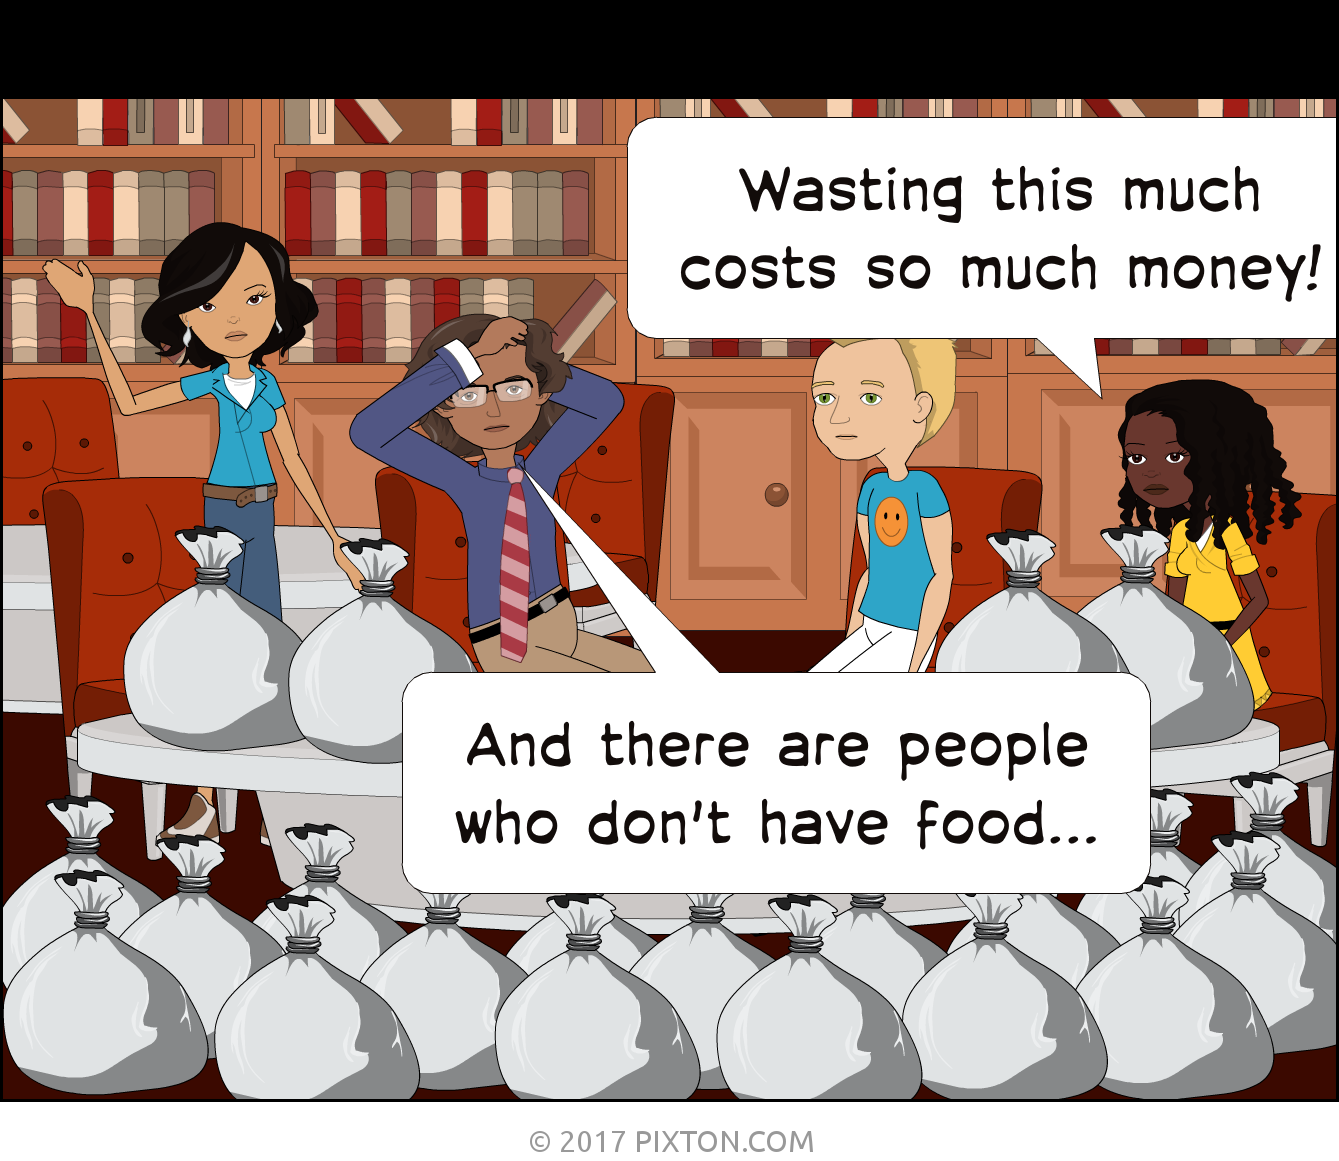 Wasting this much
costs so much money!
And there are people
who don't have food...
© 2017 PIXTON.COM